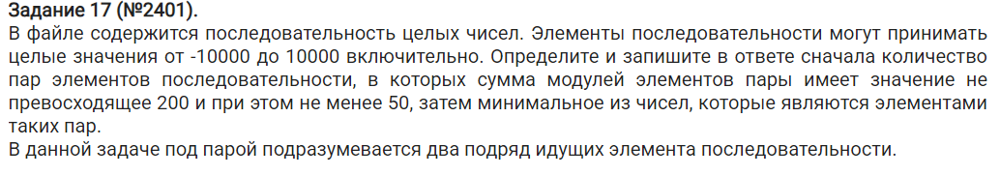 Задание 17 (№2401).
В файле содержится последовательность целых чисел. Элементы последовательности могут принимать
целые значения от -10000 до 10000 включительно. Определите и запишите в ответе сначала количество
пар элементов последовательности, в которых сумма модулей элементов пары имеет значение не
превосходящее 200 и при этом не менее 50, затем минимальное из чисел, которые являются элементами
таких пар.
В данной задаче под парой подразумевается два подряд идущих элемента последовательности.